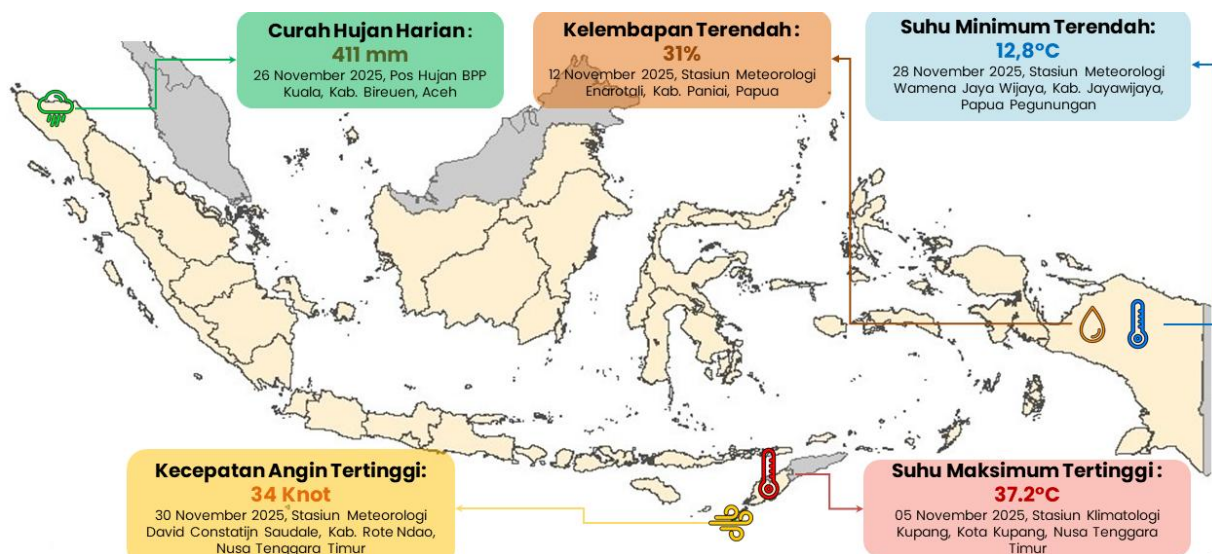 Curah Hujan Harian :
411 mm
26 November 2025, Pos Hujan BPP
Kuala, Kab. Bireuen, Aceh
Kelembapan Terendah:
31%
12 November 2025, Stasiun Meteorologi
Enarotali, Kab. Paniai, Papua
Suhu Minimum Terendah:
12,8°C
28 November 2025, Stasiun Meteorologi
Wamena Jaya Wijaya, Kab. Jayawijaya,
Papua Pegunungan
Kecepatan Angin Tertinggi:
34 Knot
30 November 2025, Stasiun Meteorologi
David Constatijn Saudale, Kab. Rote Ndao,
Nusa Tenggara Timur
Suhu Maksimum Tertinggi :
37.2°C
05 November 2025, Stasiun Klimatologi
Kupang, Kota Kupang, Nusa Tenggara
Timur